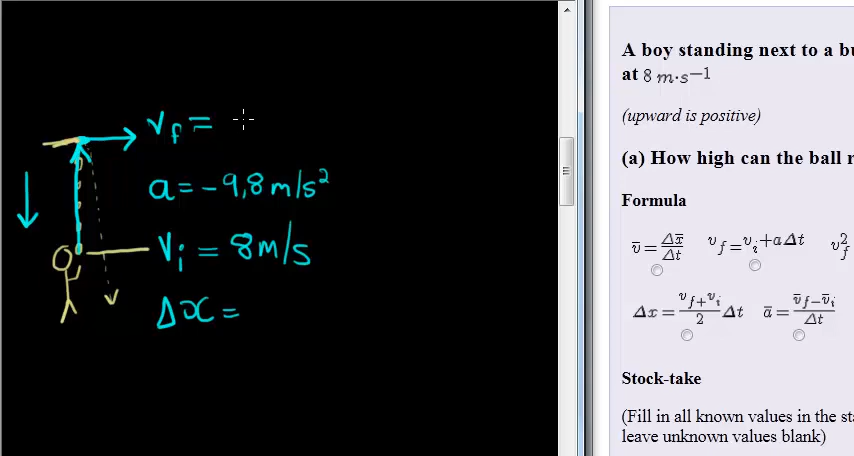 v_f =
a = -9,8 m/s²
v_i = 8 m/s
Δx =
A boy standing next to a bu
at 8 m·s−1
(upward is positive)
(a) How high can the ball r
Formula
v̄ = Δx̄/Δt   v_f = v_i + aΔt   v_f²
Δx = (v_f + v_i)/2 Δt   ā = (v̄_f − v̄_i)/Δt
Stock-take
(Fill in all known values in the sta
leave unknown values blank)